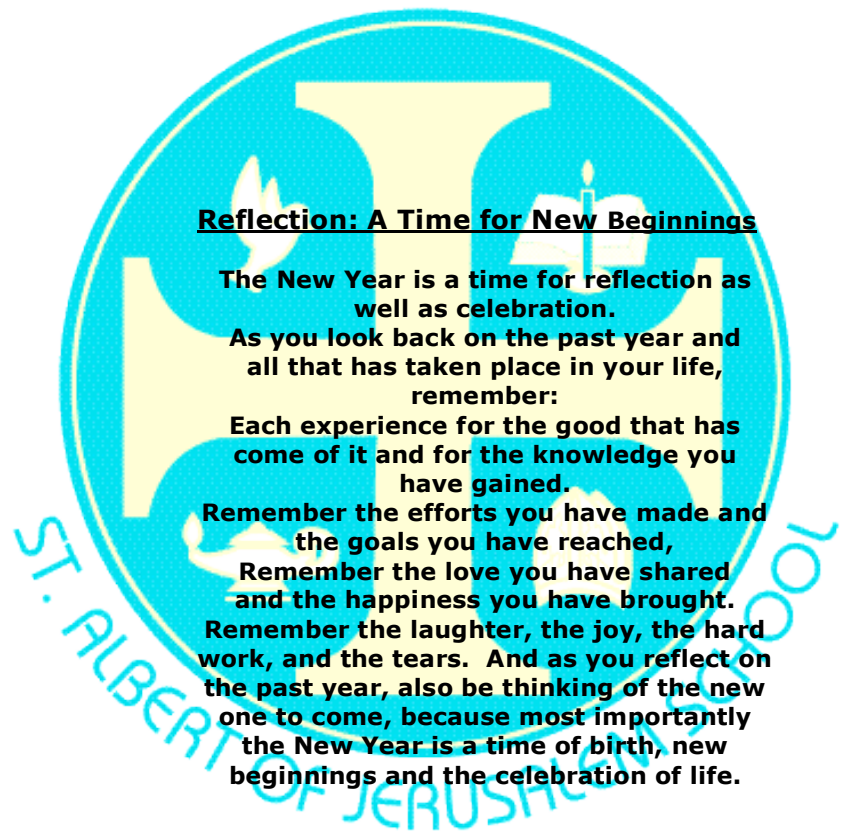 Reflection: A Time for New Beginnings
The New Year is a time for reflection as
well as celebration.
As you look back on the past year and
all that has taken place in your life,
remember:
Each experience for the good that has
come of it and for the knowledge you
have gained.
Remember the efforts you have made and
the goals you have reached,
Remember the love you have shared
and the happiness you have brought.
Remember the laughter, the joy, the hard
work, and the tears.  And as you reflect on
the past year, also be thinking of the new
one to come, because most importantly
the New Year is a time of birth, new
beginnings and the celebration of life.
ST. ALBERT OF JERUSALEM SCHOOL